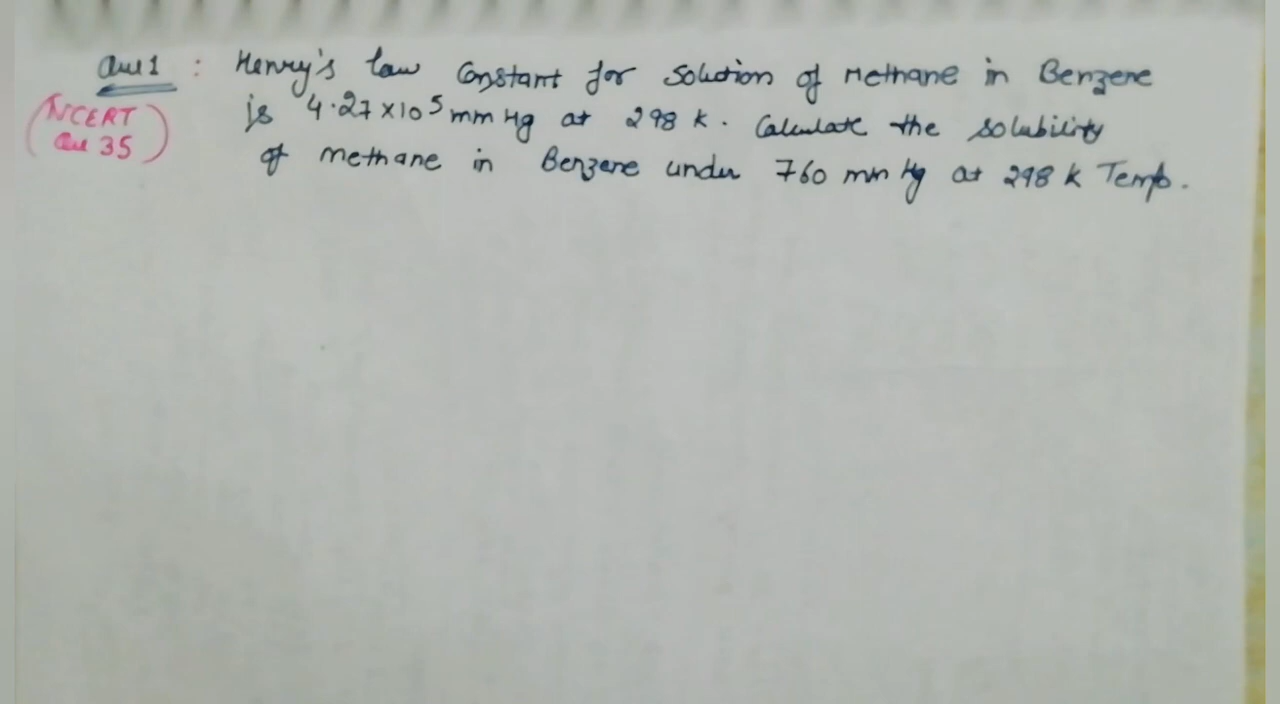 Que 1 : Henry's law Constant for Solution of Methane in Benzene
(NCERT Que 35) is 4.27×10⁵ mm Hg at 298 K. Calculate the solubility
of methane in Benzene under 760 mm Hg at 298 K Temp.